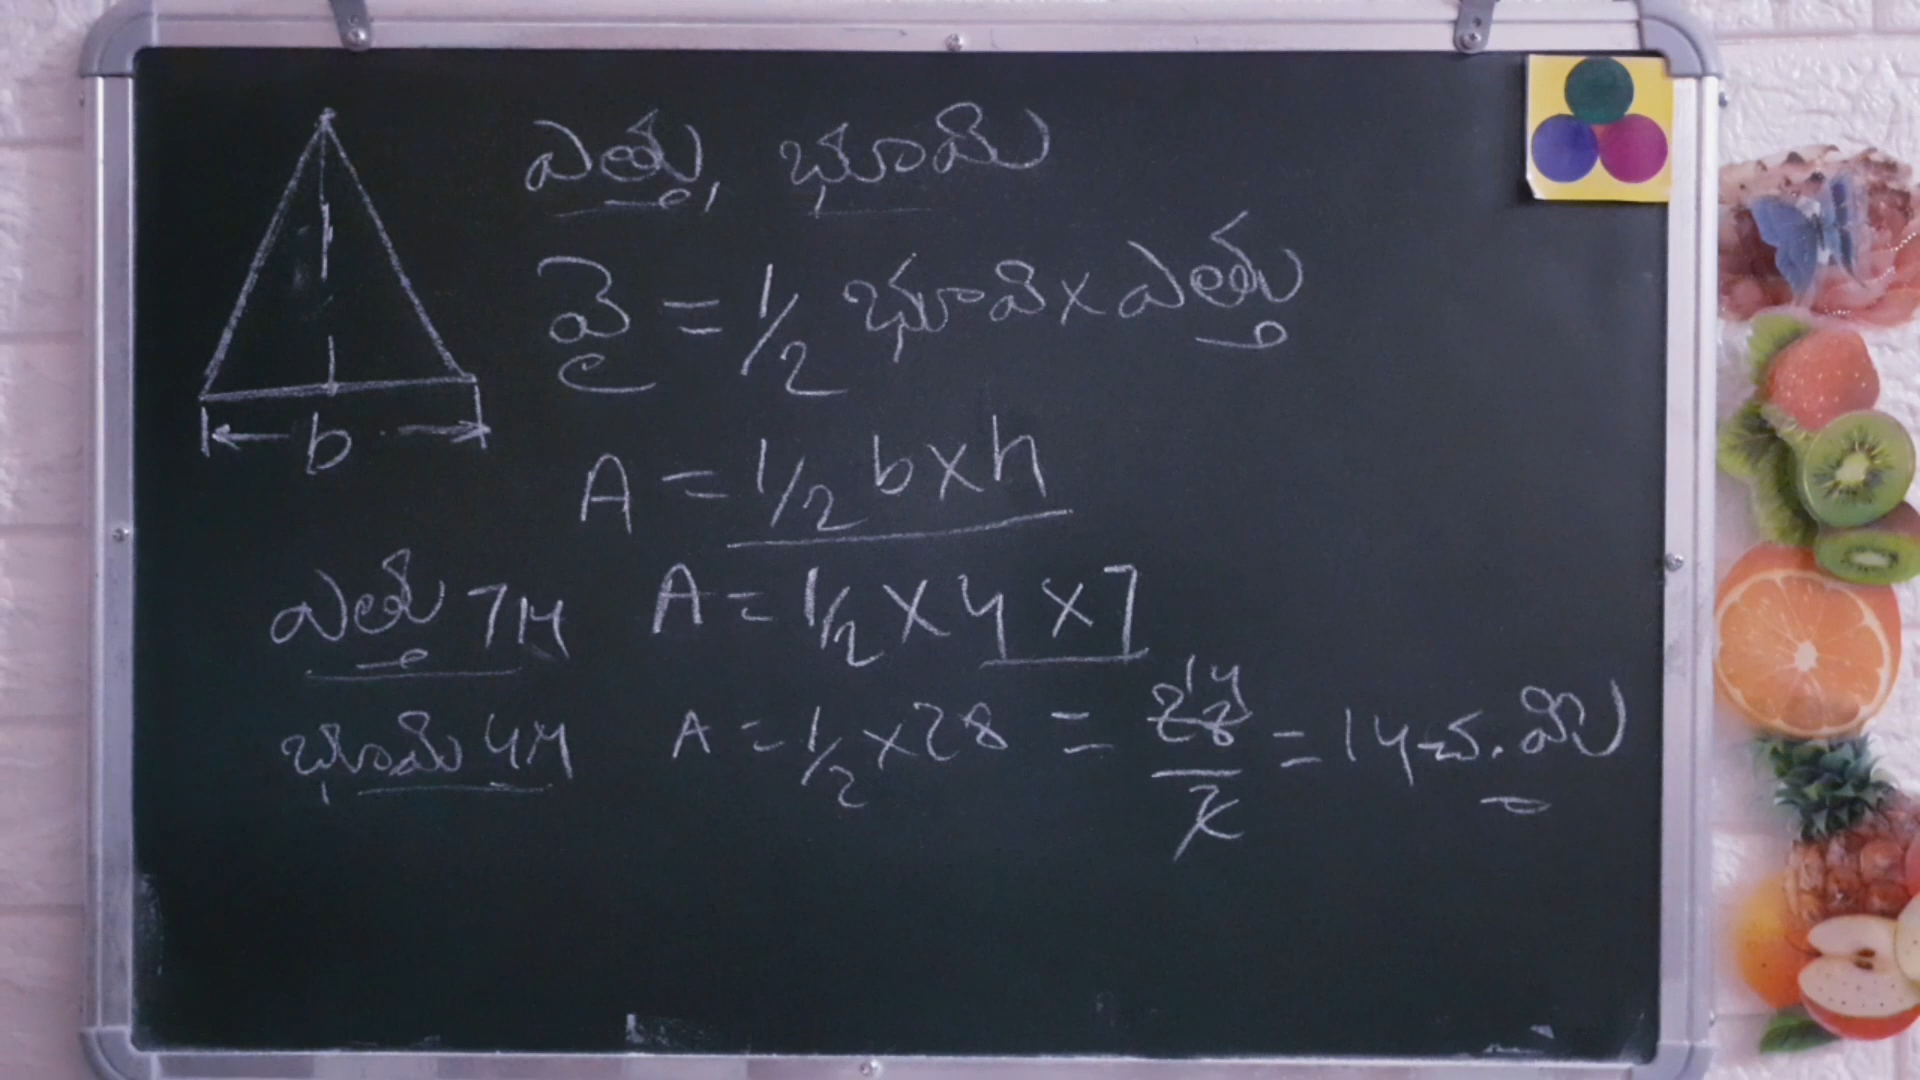 ఎత్తు, భూమి
వై = 1/2 భూమి x ఎత్తు
b
A = 1/2 b x h
ఎత్తు 7M A = 1/2 x 4 x 7
భూమి 4M A = 1/2 x 28 = 28/2 14 = 14 చ. మీ